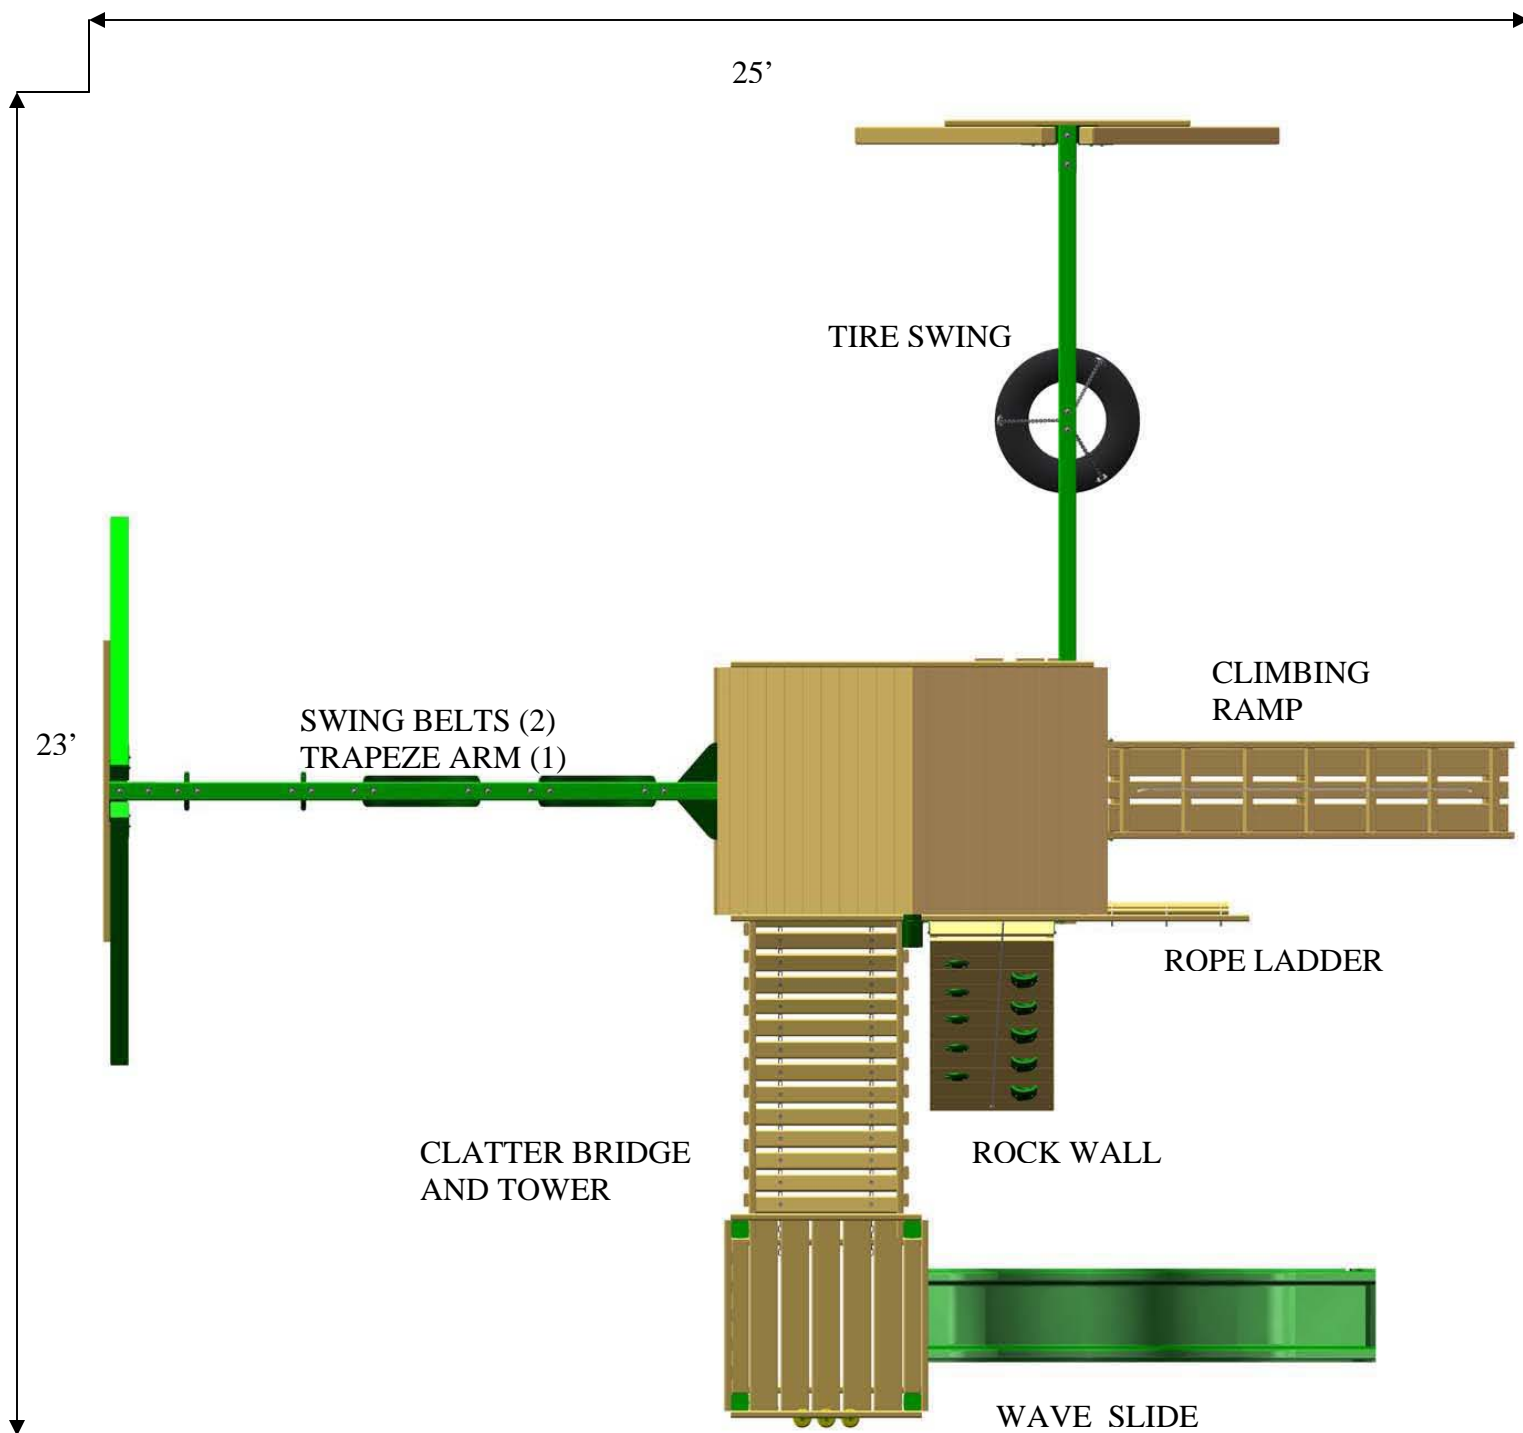 25’
TIRE SWING
CLIMBING
RAMP
SWING BELTS (2)
TRAPEZE ARM (1)
23’
ROPE LADDER
CLATTER BRIDGE
AND TOWER
ROCK WALL
WAVE SLIDE